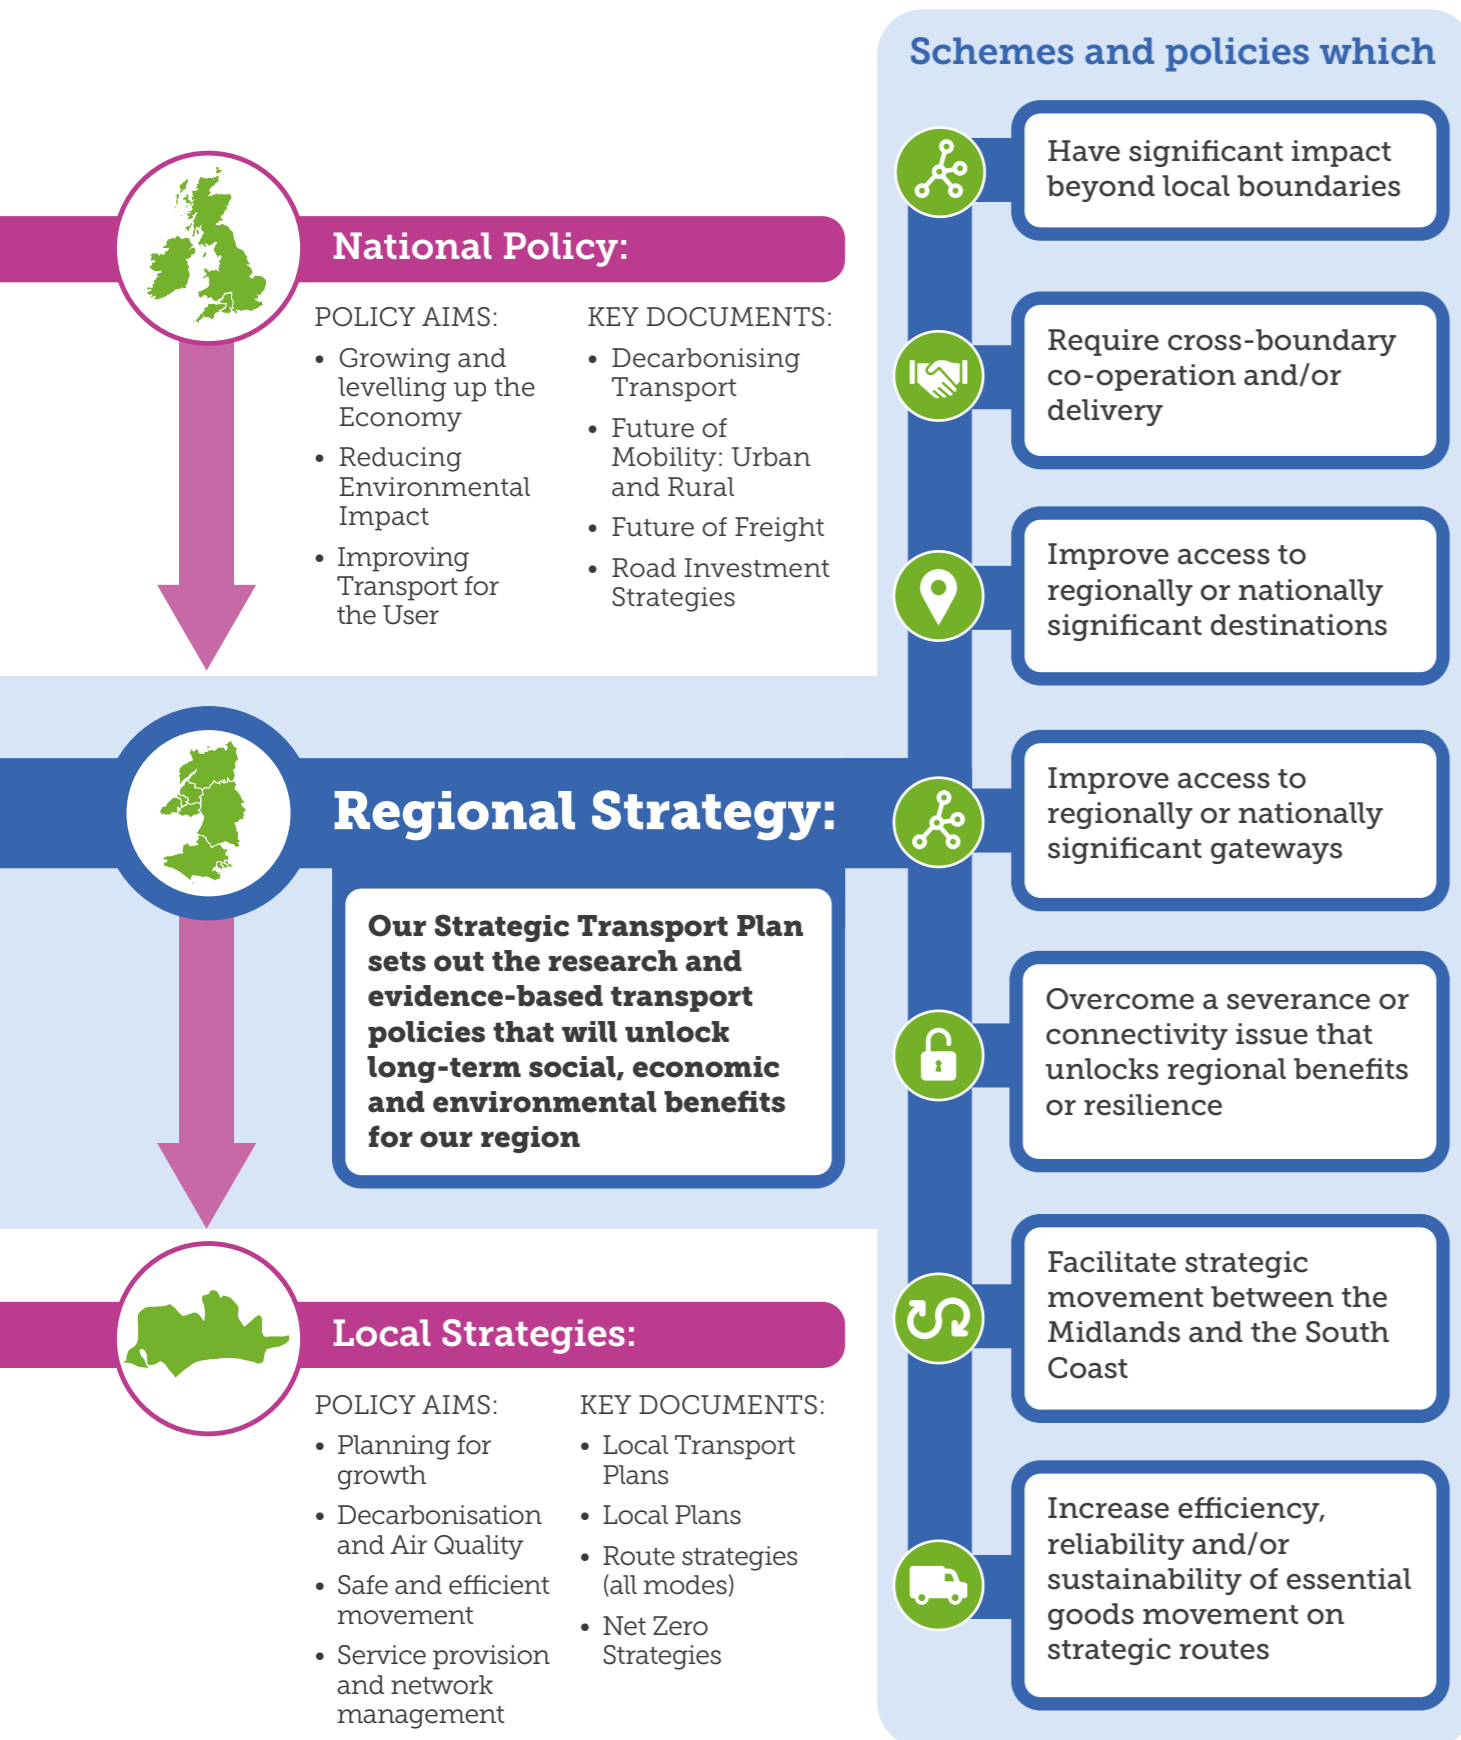 National Policy:
POLICY AIMS:
• Growing and
levelling up the
Economy
• Reducing
Environmental
Impact
• Improving
Transport for
the User
KEY DOCUMENTS:
• Decarbonising
Transport
• Future of
Mobility: Urban
and Rural
• Future of Freight
• Road Investment
Strategies
Regional Strategy:
Our Strategic Transport Plan
sets out the research and
evidence-based transport
policies that will unlock
long-term social, economic
and environmental benefits
for our region
Local Strategies:
POLICY AIMS:
• Planning for
growth
• Decarbonisation
and Air Quality
• Safe and efficient
movement
• Service provision
and network
management
KEY DOCUMENTS:
• Local Transport
Plans
• Local Plans
• Route strategies
(all modes)
• Net Zero
Strategies
Schemes and policies which
Have significant impact
beyond local boundaries
Require cross-boundary
co-operation and/or
delivery
Improve access to
regionally or nationally
significant destinations
Improve access to
regionally or nationally
significant gateways
Overcome a severance or
connectivity issue that
unlocks regional benefits
or resilience
Facilitate strategic
movement between the
Midlands and the South
Coast
Increase efficiency,
reliability and/or
sustainability of essential
goods movement on
strategic routes